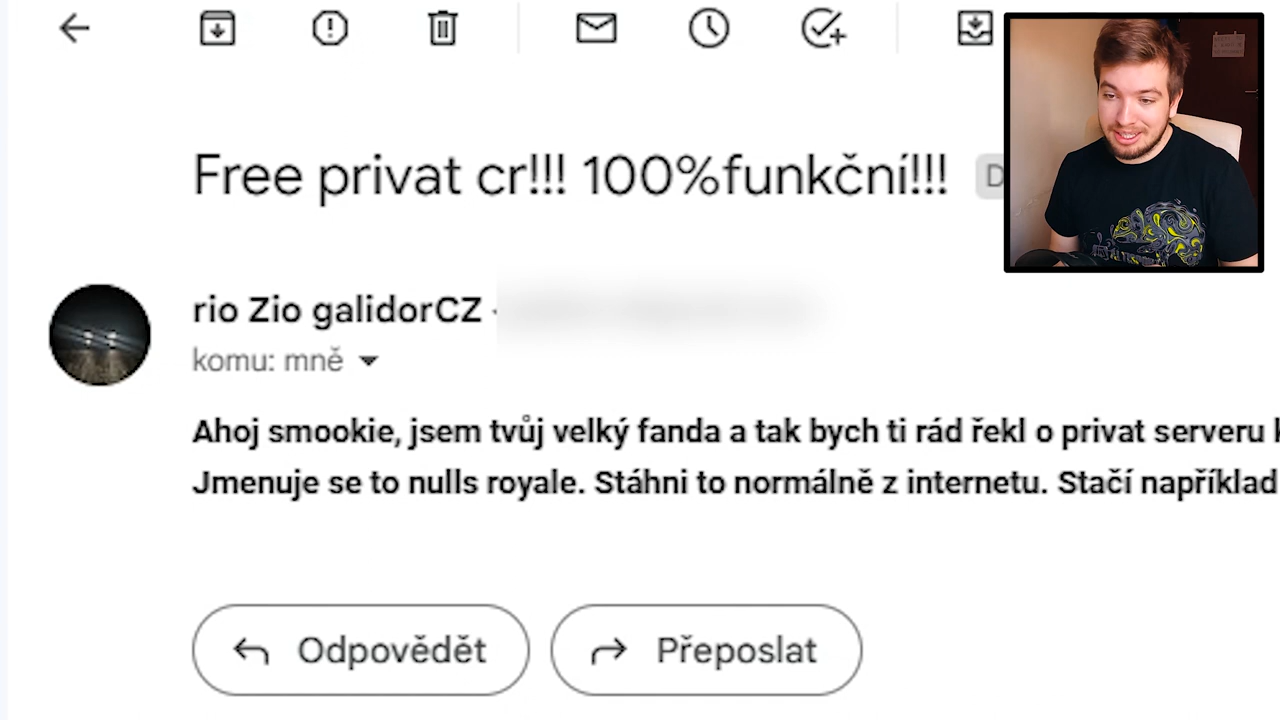 Free privat cr!!! 100%funkční!!!
rio Zio galidorCZ
komu: mně
Ahoj smookie, jsem tvůj velký fanda a tak bych ti rád řekl o privat serveru
Jmenuje se to nulls royale. Stáhni to normálně z internetu. Stačí například
Odpovědět
Přeposlat